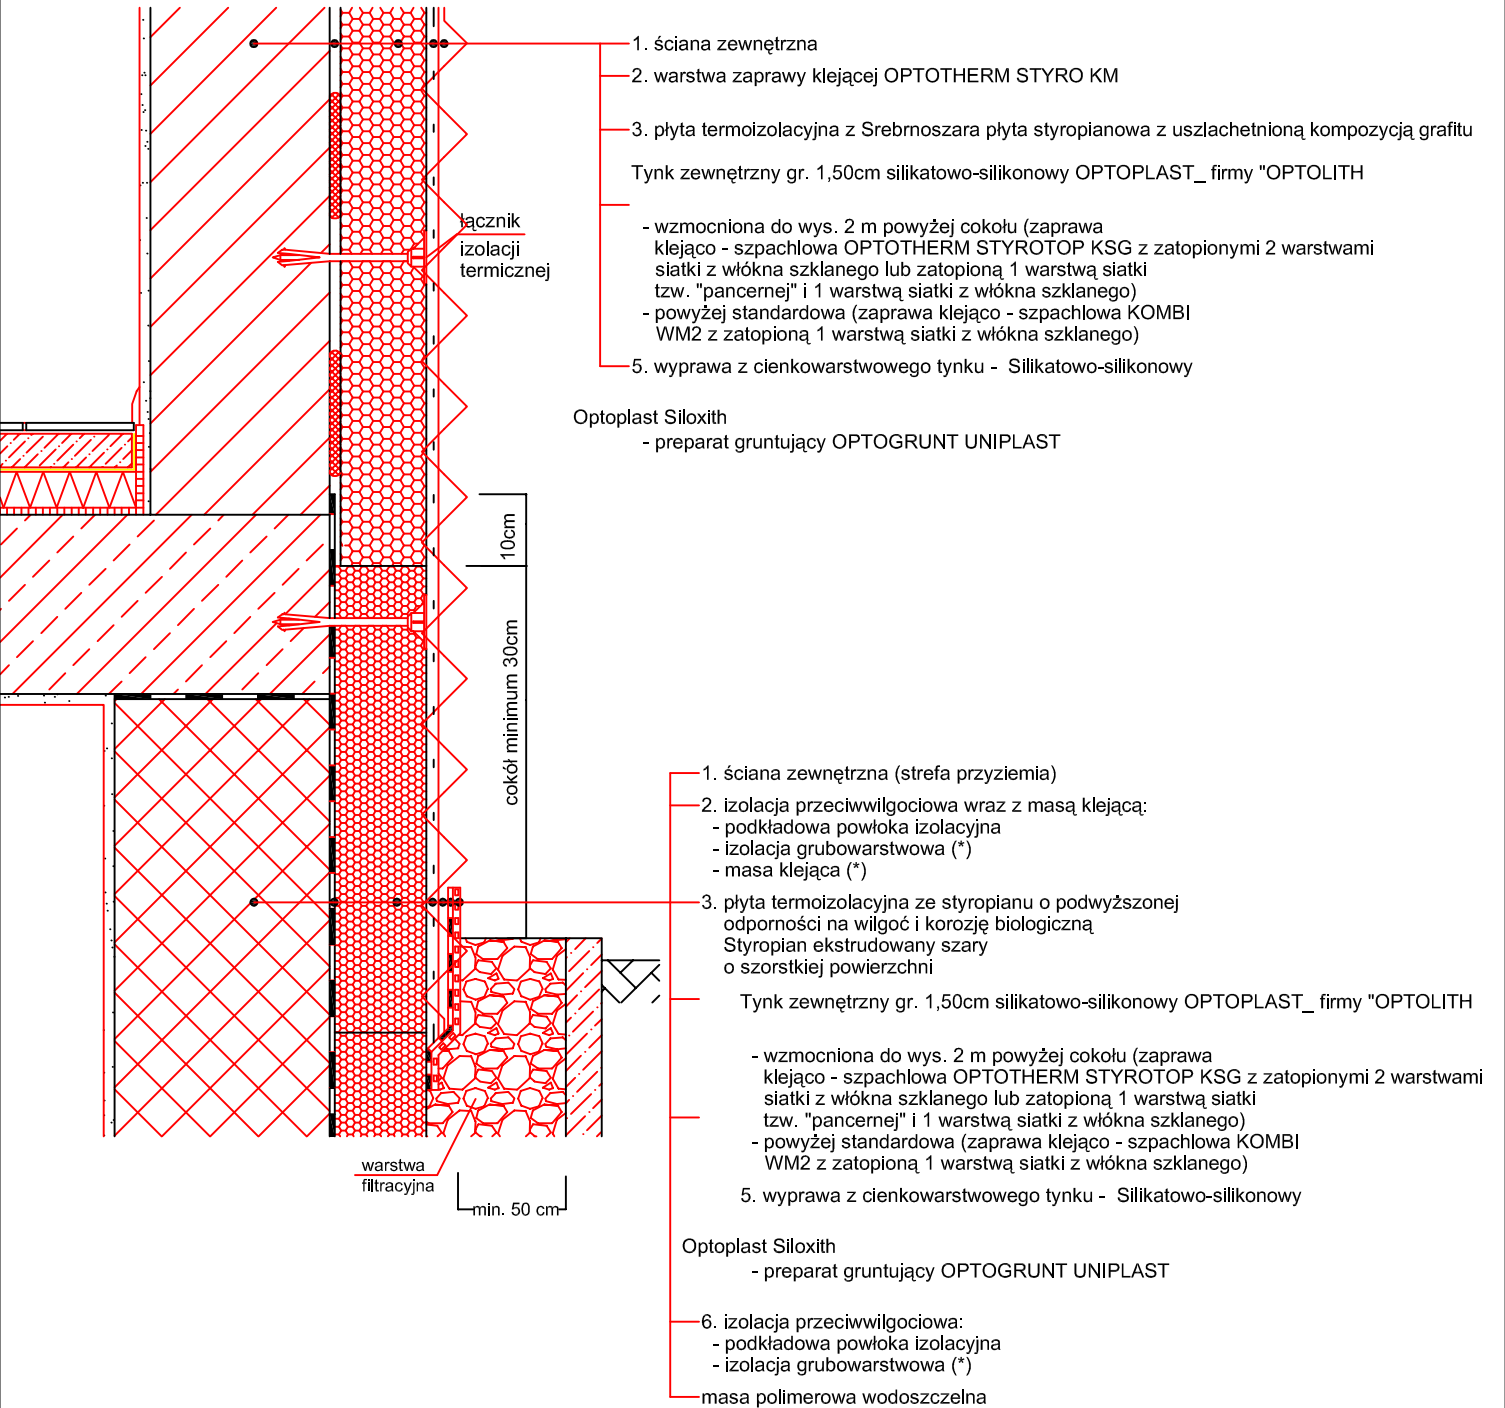 1. ściana zewnętrzna
2. warstwa zaprawy klejącej OPTOTHERM STYRO KM
3. płyta termoizolacyjna z Srebrnoszara płyta styropianowa z uszlachetnioną kompozycją grafitu
Tynk zewnętrzny gr. 1,50cm silikatowo-silikonowy OPTOPLAST_ firmy "OPTOLITH
- wzmocniona do wys. 2 m powyżej cokołu (zaprawa
klejąco - szpachlowa OPTOTHERM STYROTOP KSG z zatopionymi 2 warstwami
siatki z włókna szklanego lub zatopioną 1 warstwą siatki
tzw. "pancernej" i 1 warstwą siatki z włókna szklanego)
- powyżej standardowa (zaprawa klejąco - szpachlowa KOMBI
WM2 z zatopioną 1 warstwą siatki z włókna szklanego)
5. wyprawa z cienkowarstwowego tynku - Silikatowo-silikonowy
Optoplast Siloxith
- preparat gruntujący OPTOGRUNT UNIPLAST
łącznik
izolacji
termicznej
10cm
cokół minimum 30cm
1. ściana zewnętrzna (strefa przyziemia)
2. izolacja przeciwwilgociowa wraz z masą klejącą:
- podkładowa powłoka izolacyjna
- izolacja grubowarstwowa (*)
- masa klejąca (*)
3. płyta termoizolacyjna ze styropianu o podwyższonej
odporności na wilgoć i korozję biologiczną
Styropian ekstrudowany szary
o szorstkiej powierzchni
Tynk zewnętrzny gr. 1,50cm silikatowo-silikonowy OPTOPLAST_ firmy "OPTOLITH
- wzmocniona do wys. 2 m powyżej cokołu (zaprawa
klejąco - szpachlowa OPTOTHERM STYROTOP KSG z zatopionymi 2 warstwami
siatki z włókna szklanego lub zatopioną 1 warstwą siatki
tzw. "pancernej" i 1 warstwą siatki z włókna szklanego)
- powyżej standardowa (zaprawa klejąco - szpachlowa KOMBI
WM2 z zatopioną 1 warstwą siatki z włókna szklanego)
5. wyprawa z cienkowarstwowego tynku - Silikatowo-silikonowy
Optoplast Siloxith
- preparat gruntujący OPTOGRUNT UNIPLAST
6. izolacja przeciwwilgociowa:
- podkładowa powłoka izolacyjna
- izolacja grubowarstwowa (*)
masa polimerowa wodoszczelna
warstwa
filtracyjna
min. 50 cm